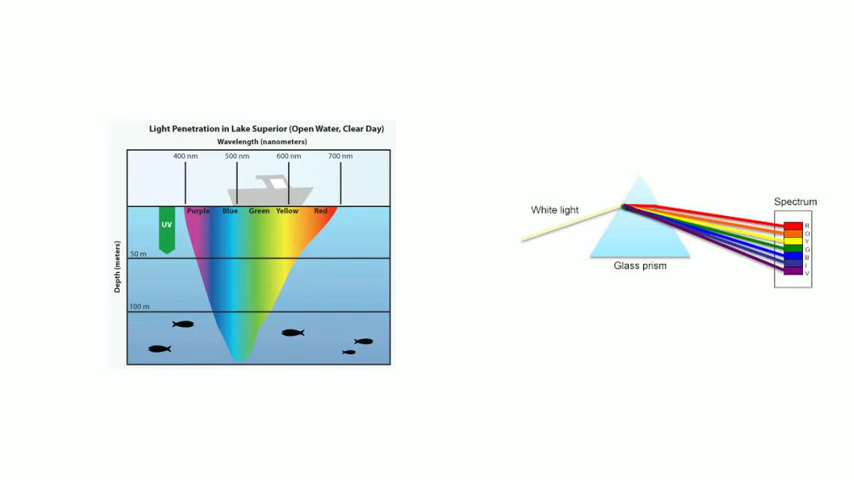 Light Penetration in Lake Superior (Open Water, Clear Day)
Wavelength (nanometers)
400 nm 500 nm 600 nm 700 nm
Purple Blue Green Yellow Red
UV
50 m
100 m
Depth (meters)
White light
Glass prism
Spectrum
R
O
Y
G
B
I
V